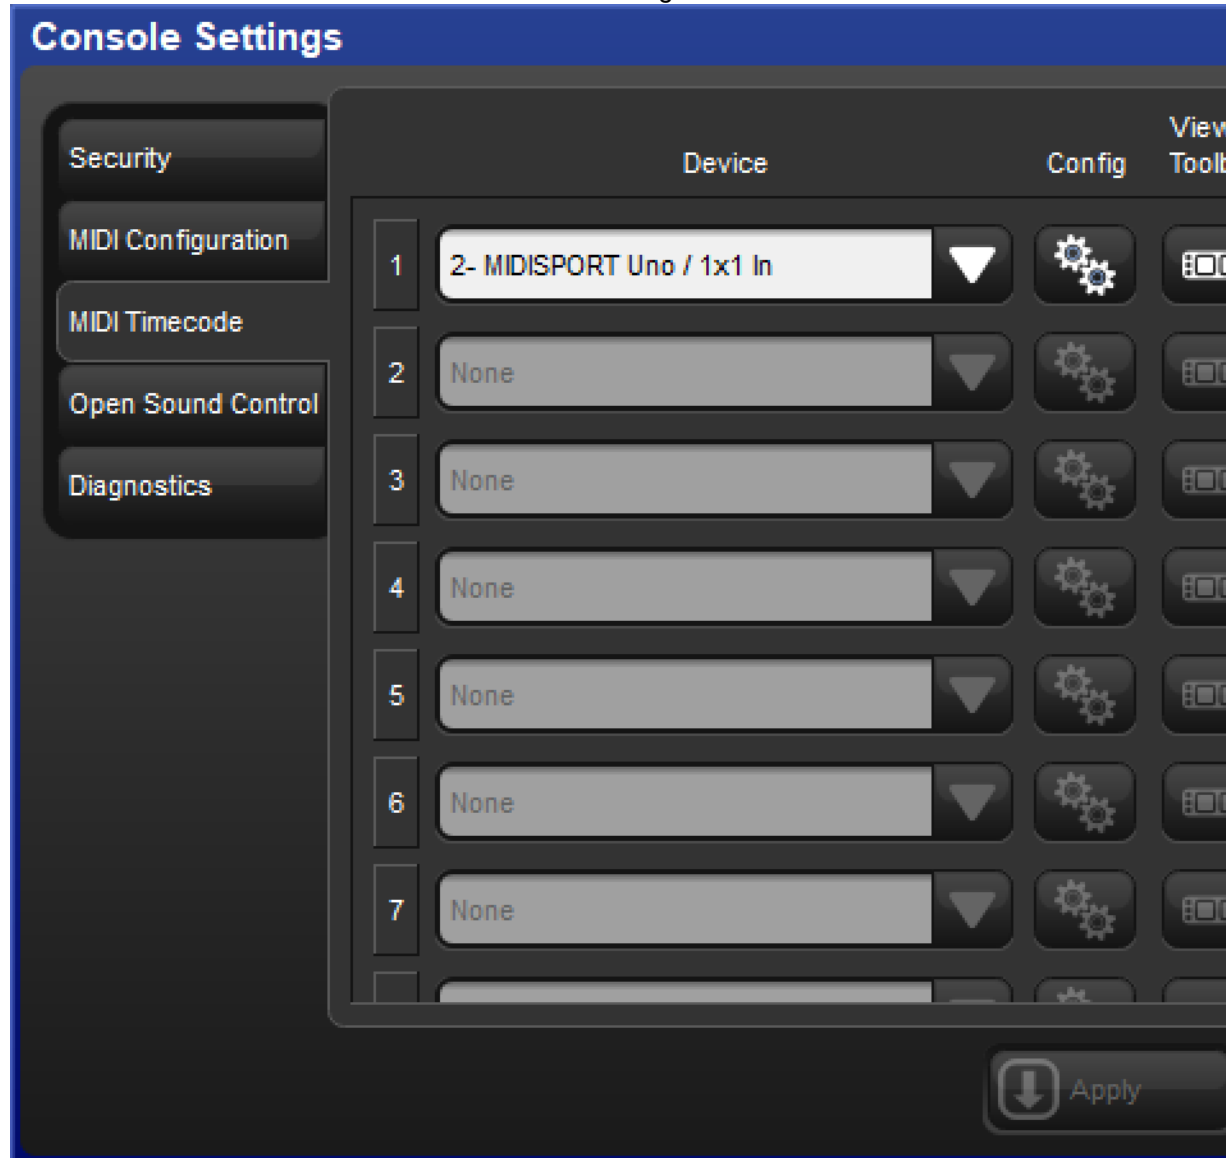 Console Settings
Security
MIDI Configuration
MIDI Timecode
Open Sound Control
Diagnostics
Device
Config
View
1
2- MIDISPORT Uno / 1x1 In
2
None
3
None
4
None
5
None
6
None
7
None
Apply